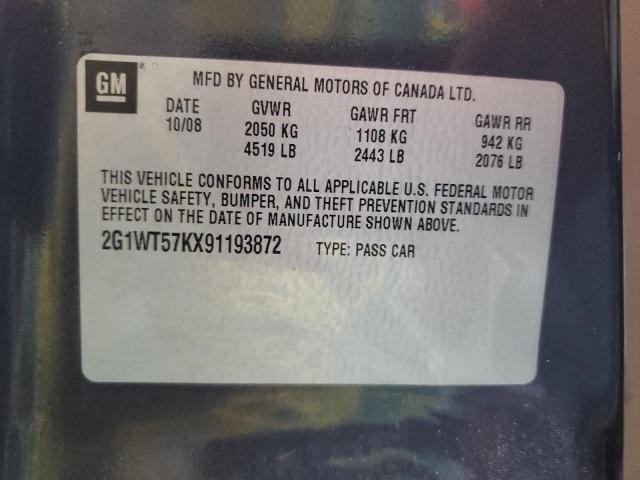 GM
MFD BY GENERAL MOTORS OF CANADA LTD.
DATE GVWR GAWR FRT GAWR RR
10/08 2050 KG 1108 KG 942 KG
4519 LB 2443 LB 2076 LB
THIS VEHICLE CONFORMS TO ALL APPLICABLE U.S. FEDERAL MOTOR
VEHICLE SAFETY, BUMPER, AND THEFT PREVENTION STANDARDS IN
EFFECT ON THE DATE OF MANUFACTURE SHOWN ABOVE.
2G1WT57KX91193872 TYPE: PASS CAR